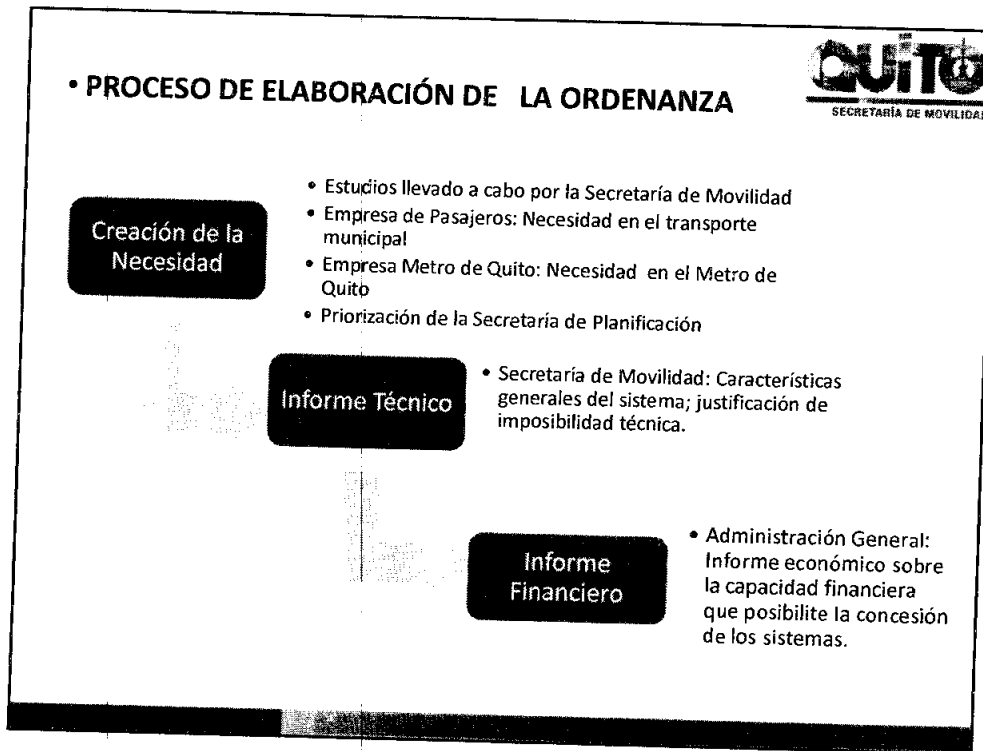 QUITO
SECRETARÍA DE MOVILIDAD
• PROCESO DE ELABORACIÓN DE LA ORDENANZA
Creación de la
Necesidad
• Estudios llevado a cabo por la Secretaría de Movilidad
• Empresa de Pasajeros: Necesidad en el transporte
municipal
• Empresa Metro de Quito: Necesidad en el Metro de
Quito
• Priorización de la Secretaría de Planificación
Informe Técnico
• Secretaría de Movilidad: Características
generales del sistema; justificación de
imposibilidad técnica.
Informe
Financiero
• Administración General:
Informe económico sobre
la capacidad financiera
que posibilite la concesión
de los sistemas.